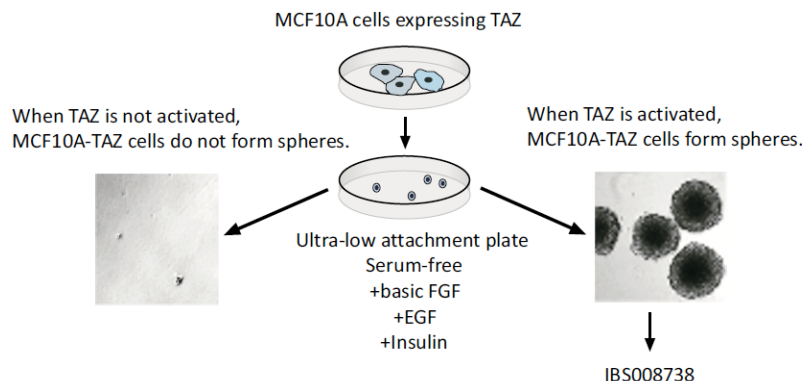 MCF10A cells expressing TAZ
When TAZ is not activated,
MCF10A-TAZ cells do not form spheres.
When TAZ is activated,
MCF10A-TAZ cells form spheres.
Ultra-low attachment plate
Serum-free
+basic FGF
+EGF
+Insulin
IBS008738